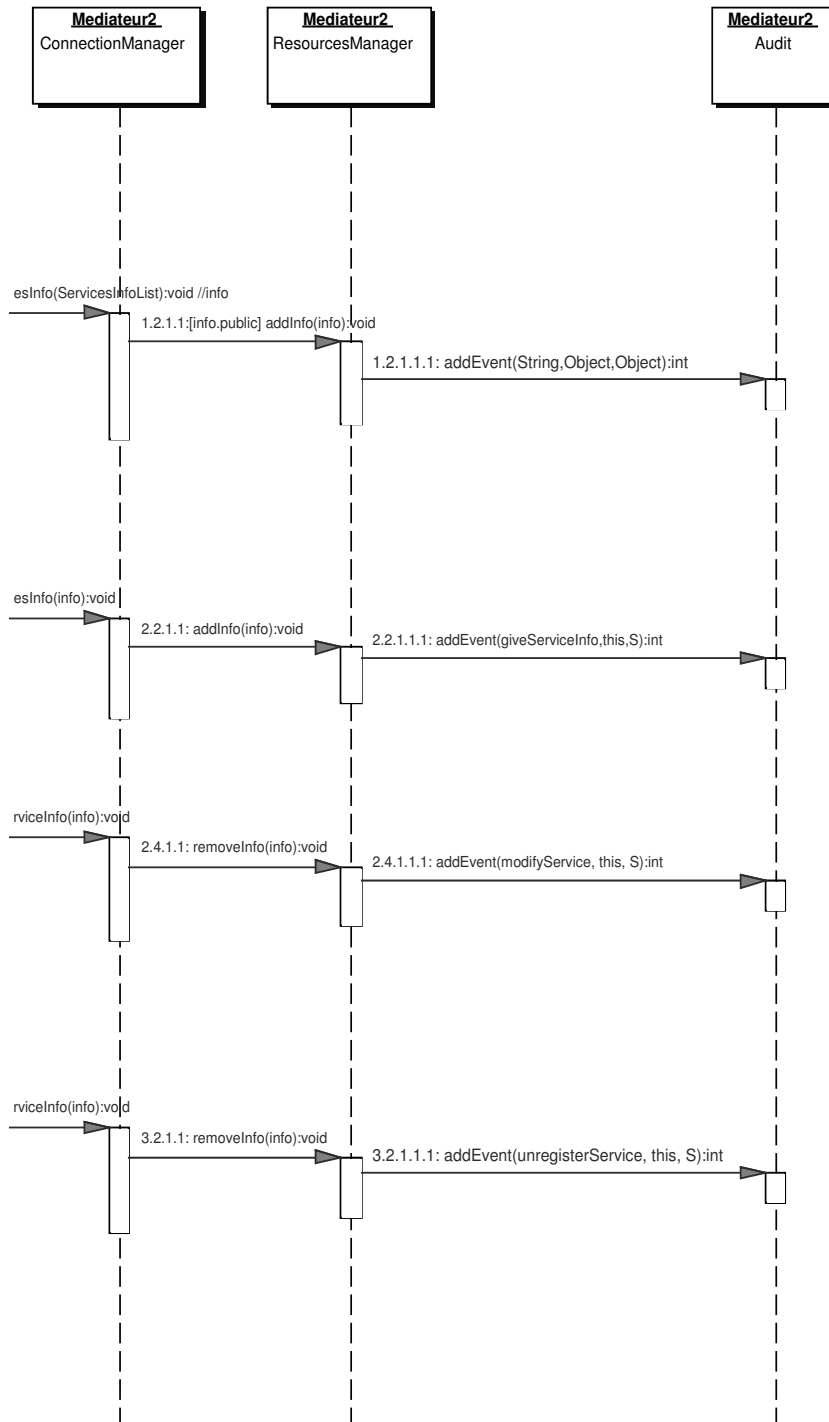 Mediateur2
ConnectionManager
Mediateur2
ResourcesManager
Mediateur2
Audit
esInfo(ServicesInfoList):void //info
1.2.1.1:[info.public] addInfo(info):void
1.2.1.1.1: addEvent(String,Object,Object):int
esInfo(info):void
2.2.1.1: addInfo(info):void
2.2.1.1.1: addEvent(giveServiceInfo,this,S):int
rviceInfo(info):void
2.4.1.1: removeInfo(info):void
2.4.1.1.1: addEvent(modifyService, this, S):int
rviceInfo(info):void
3.2.1.1: removeInfo(info):void
3.2.1.1.1: addEvent(unregisterService, this, S):int